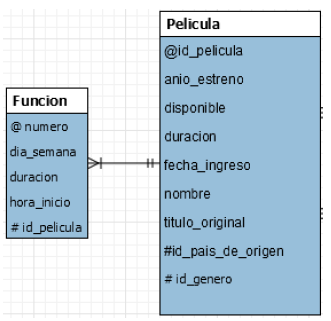 Pelicula
@id_pelicula
anio_estreno
disponible
duracion
fecha_ingreso
nombre
titulo_original
#id_pais_de_origen
# id_genero
Funcion
@ numero
dia_semana
duracion
hora_inicio
# id_pelicula